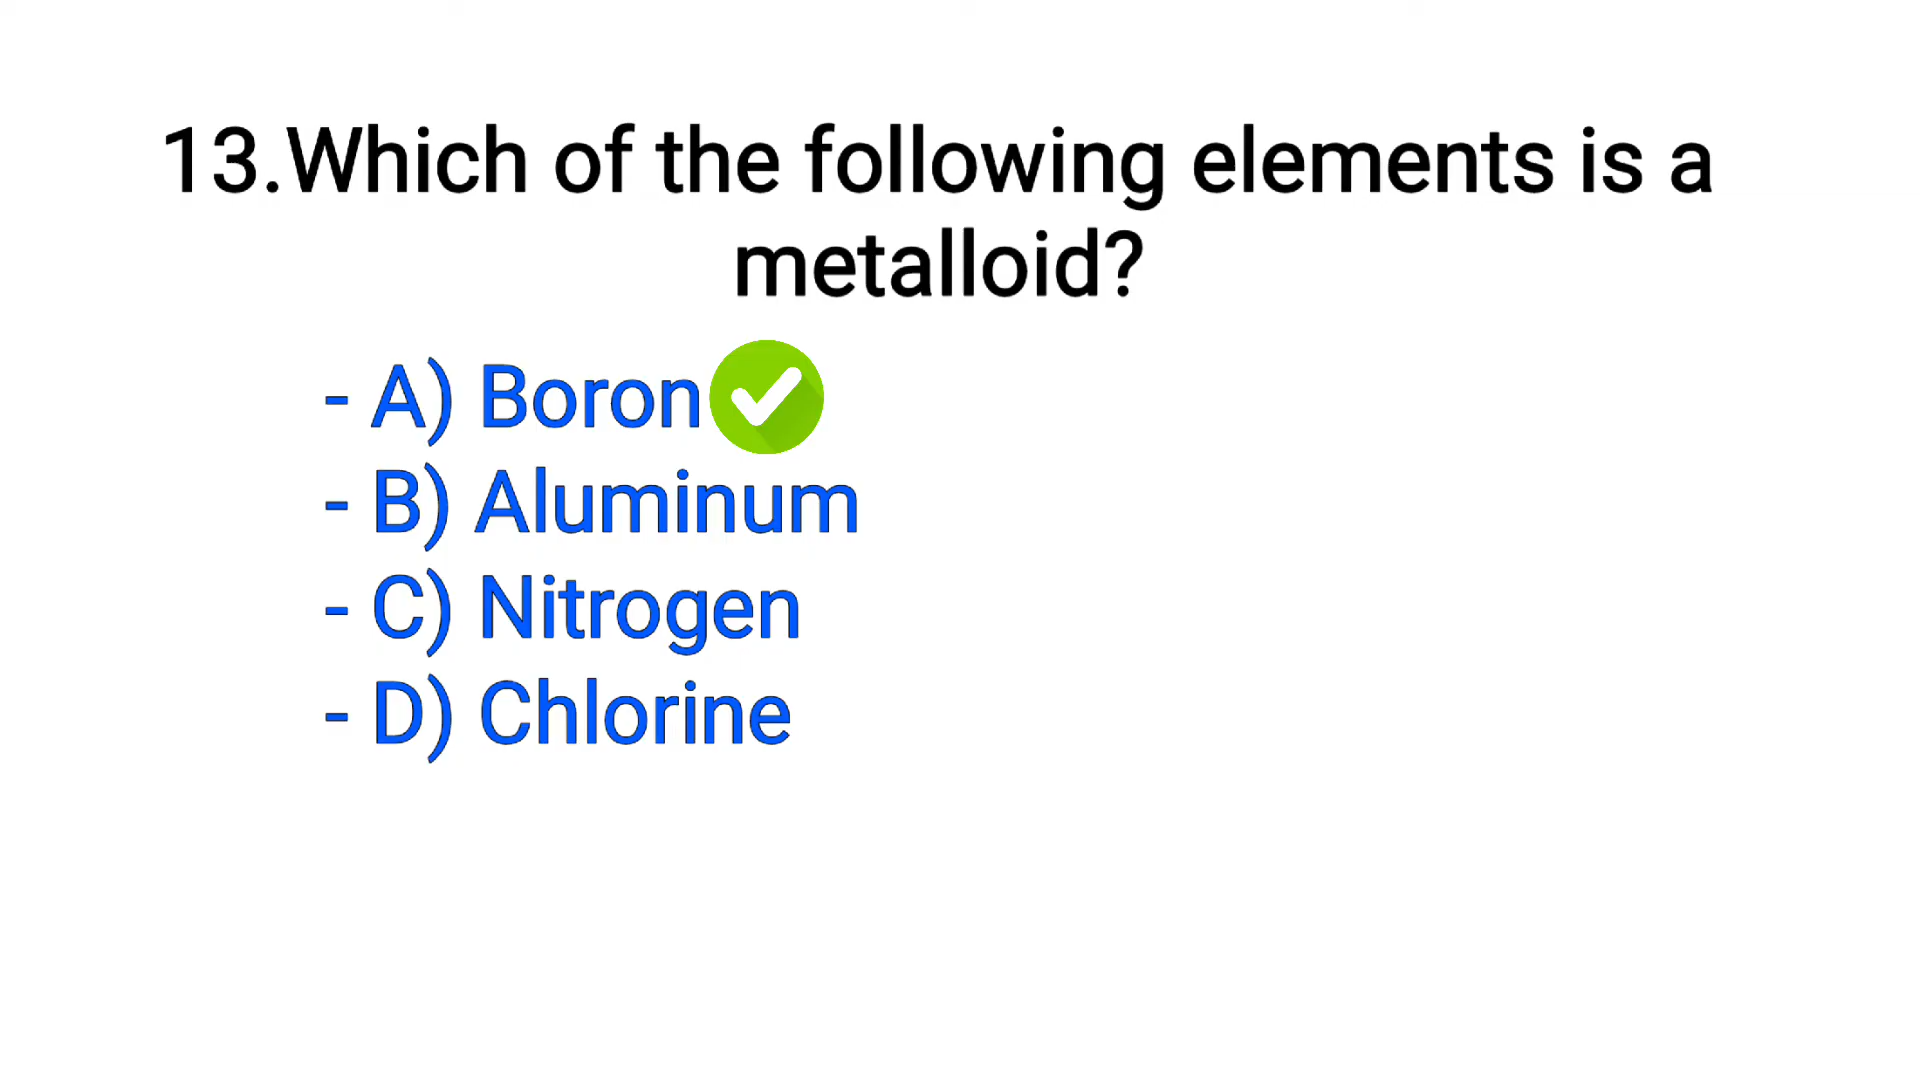 13.Which of the following elements is a
metalloid?
- A) Boron
- B) Aluminum
- C) Nitrogen
- D) Chlorine